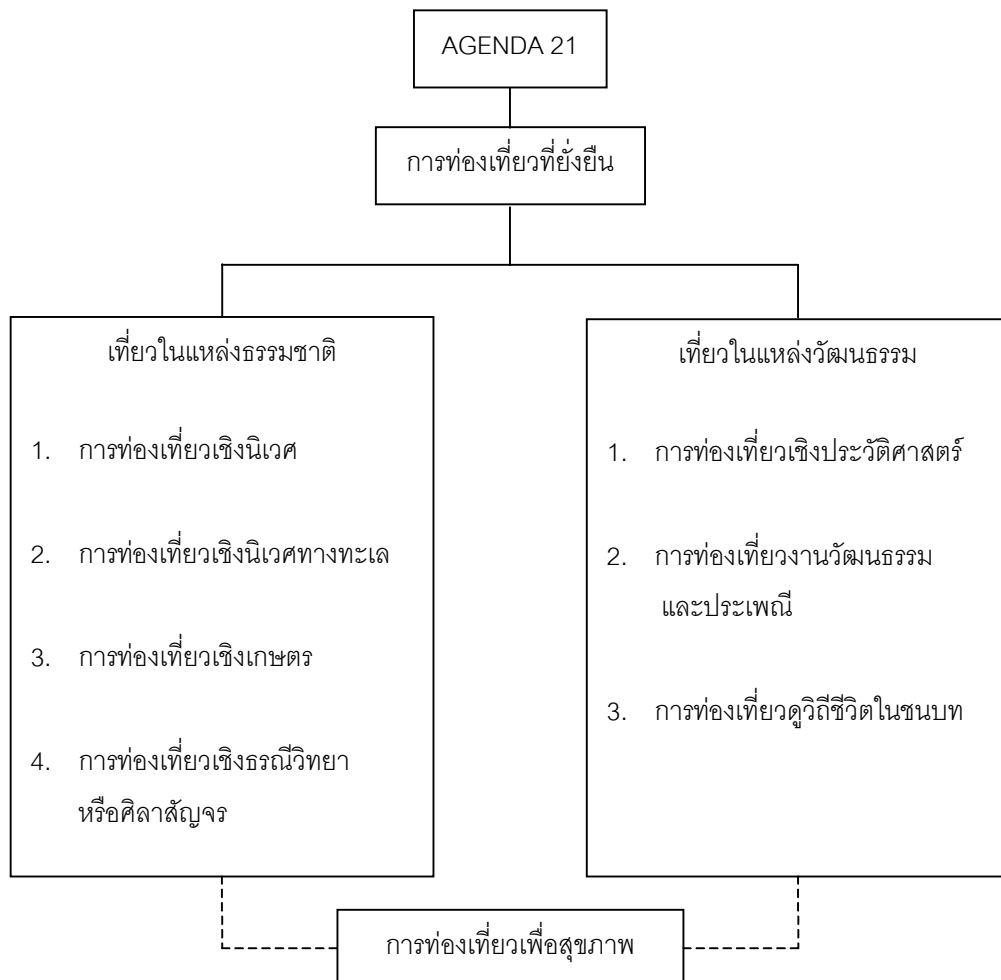 AGENDA 21
การท่องเที่ยวที่ยั่งยืน
เที่ยวในแหล่งธรรมชาติ
1. การท่องเที่ยวเชิงนิเวศ
2. การท่องเที่ยวเชิงนิเวศทางทะเล
3. การท่องเที่ยวเชิงเกษตร
4. การท่องเที่ยวเชิงธรณีวิทยา
หรือศิลาสัญจร
เที่ยวในแหล่งวัฒนธรรม
1. การท่องเที่ยวเชิงประวัติศาสตร์
2. การท่องเที่ยวงานวัฒนธรรม
และประเพณี
3. การท่องเที่ยวดูวิถีชีวิตในชนบท
การท่องเที่ยวเพื่อสุขภาพ